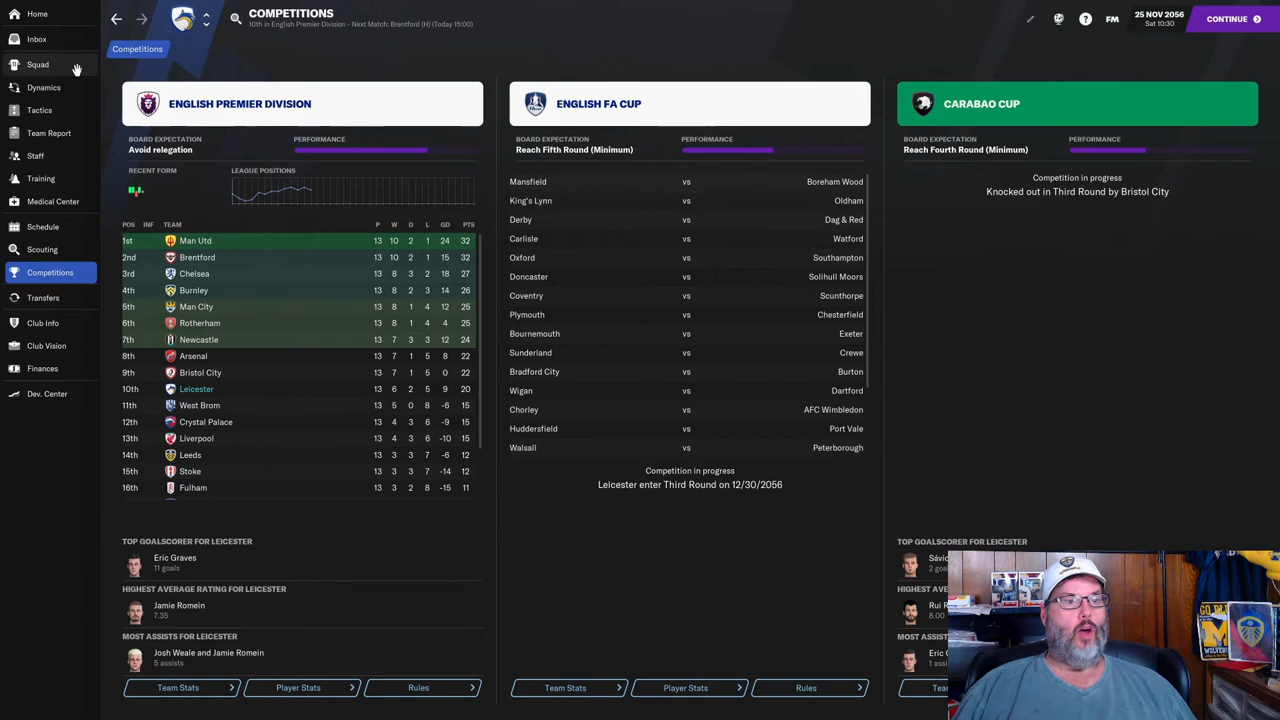 Home
Inbox
Squad
Dynamics
Tactics
Team Report
Staff
Training
Medical Center
Schedule
Scouting
Competitions
Transfers
Club Info
Club Vision
Finances
Dev. Center
COMPETITIONS
10th in English Premier Division - Next Match: Brentford (H) (Today 15:00)
FM
25 NOV 2056
Sat 10:30
CONTINUE
Competitions
ENGLISH PREMIER DIVISION
BOARD EXPECTATION PERFORMANCE
Avoid relegation
RECENT FORM LEAGUE POSITIONS
POS INF TEAM P W D L GD PTS
1st Man Utd 13 10 2 1 24 32
2nd Brentford 13 10 2 1 15 32
3rd Chelsea 13 8 3 2 18 27
4th Burnley 13 8 2 3 14 26
5th Man City 13 8 1 4 12 25
6th Rotherham 13 8 1 4 4 25
7th Newcastle 13 7 3 3 12 24
8th Arsenal 13 7 1 5 8 22
9th Bristol City 13 7 1 5 0 22
10th Leicester 13 6 2 5 9 20
11th West Brom 13 5 0 8 -6 15
12th Crystal Palace 13 4 3 6 -9 15
13th Liverpool 13 4 3 6 -10 15
14th Leeds 13 3 3 7 -6 12
15th Stoke 13 3 3 7 -14 12
16th Fulham 13 3 2 8 -15 11
TOP GOALSCORER FOR LEICESTER
Eric Graves
11 goals
HIGHEST AVERAGE RATING FOR LEICESTER
Jamie Romein
7.35
MOST ASSISTS FOR LEICESTER
Josh Weale and Jamie Romein
5 assists
Team Stats
Player Stats
Rules
ENGLISH FA CUP
BOARD EXPECTATION PERFORMANCE
Reach Fifth Round (Minimum)
Mansfield vs Boreham Wood
King's Lynn vs Oldham
Derby vs Dag & Red
Carlisle vs Watford
Oxford vs Southampton
Doncaster vs Solihull Moors
Coventry vs Scunthorpe
Plymouth vs Chesterfield
Bournemouth vs Exeter
Sunderland vs Crewe
Bradford City vs Burton
Wigan vs Dartford
Chorley vs AFC Wimbledon
Huddersfield vs Port Vale
Walsall vs Peterborough
Competition in progress
Leicester enter Third Round on 12/30/2056
Team Stats
Player Stats
Rules
CARABAO CUP
BOARD EXPECTATION PERFORMANCE
Reach Fourth Round (Minimum)
Competition in progress
Knocked out in Third Round by Bristol City
TOP GOALSCORER FOR LEICESTER
Sávio
2 goa
HIGHEST AVERA
Rui
8.00
MOST ASSISTS F
Eric
1 assi